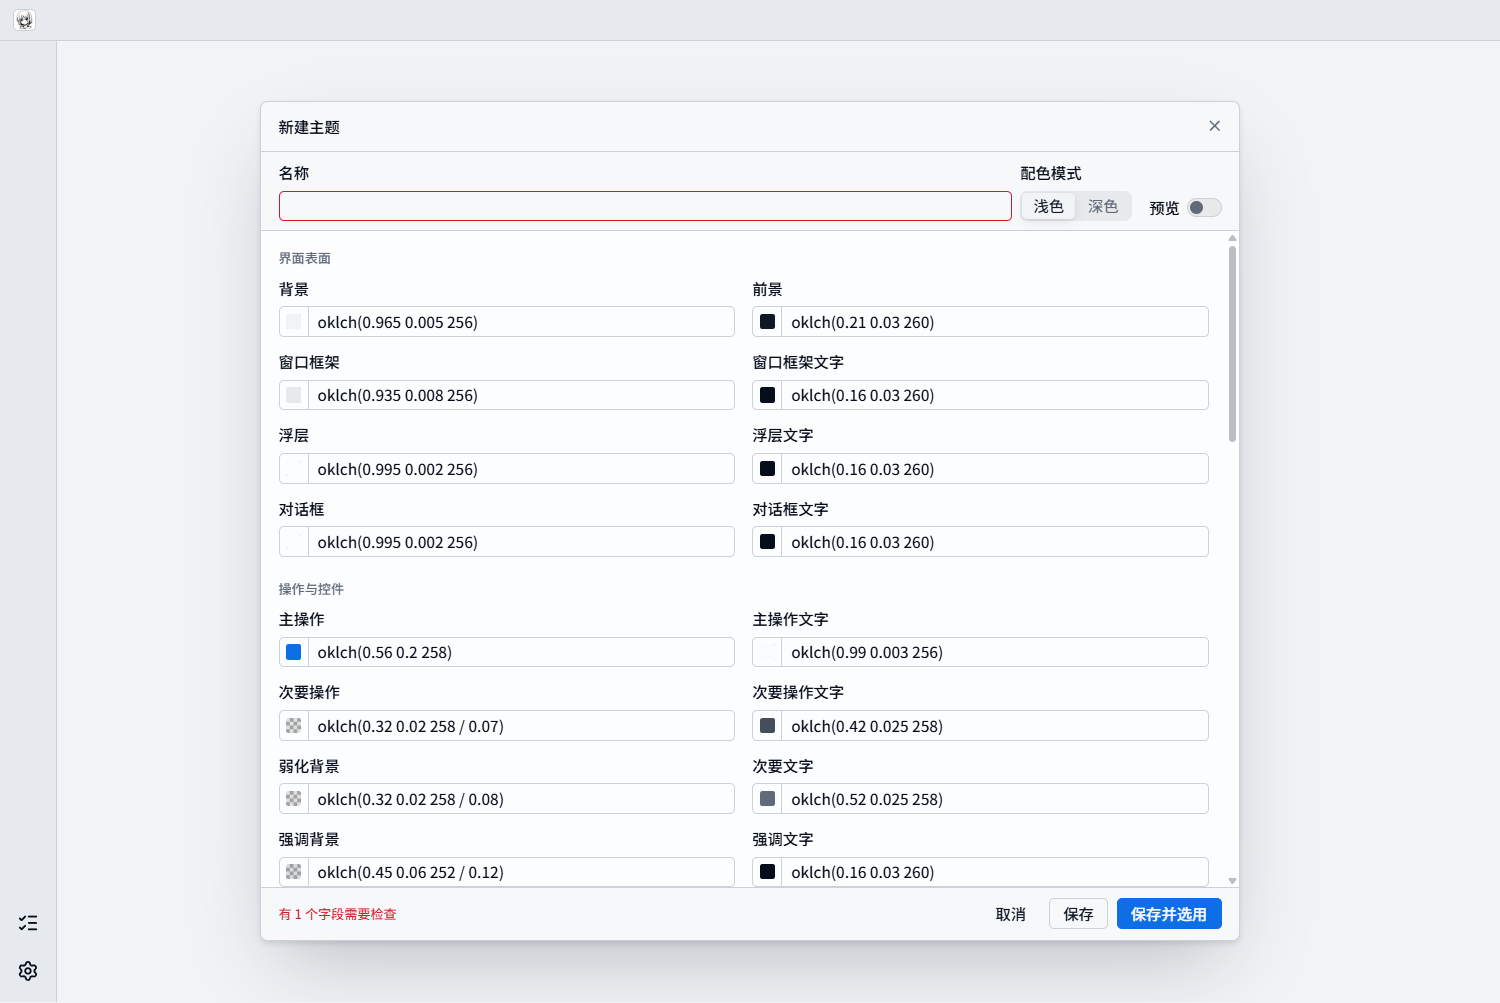 新建主题
名称
配色模式
浅色 深色 预览
界面表面
背景 前景
oklch(0.965 0.005 256) oklch(0.21 0.03 260)
窗口框架 窗口框架文字
oklch(0.935 0.008 256) oklch(0.16 0.03 260)
浮层 浮层文字
oklch(0.995 0.002 256) oklch(0.16 0.03 260)
对话框 对话框文字
oklch(0.995 0.002 256) oklch(0.16 0.03 260)
操作与控件
主操作 主操作文字
oklch(0.56 0.2 258) oklch(0.99 0.003 256)
次要操作 次要操作文字
oklch(0.32 0.02 258 / 0.07) oklch(0.42 0.025 258)
弱化背景 次要文字
oklch(0.32 0.02 258 / 0.08) oklch(0.52 0.025 258)
强调背景 强调文字
oklch(0.45 0.06 252 / 0.12) oklch(0.16 0.03 260)
有 1 个字段需要检查 取消 保存 保存并选用